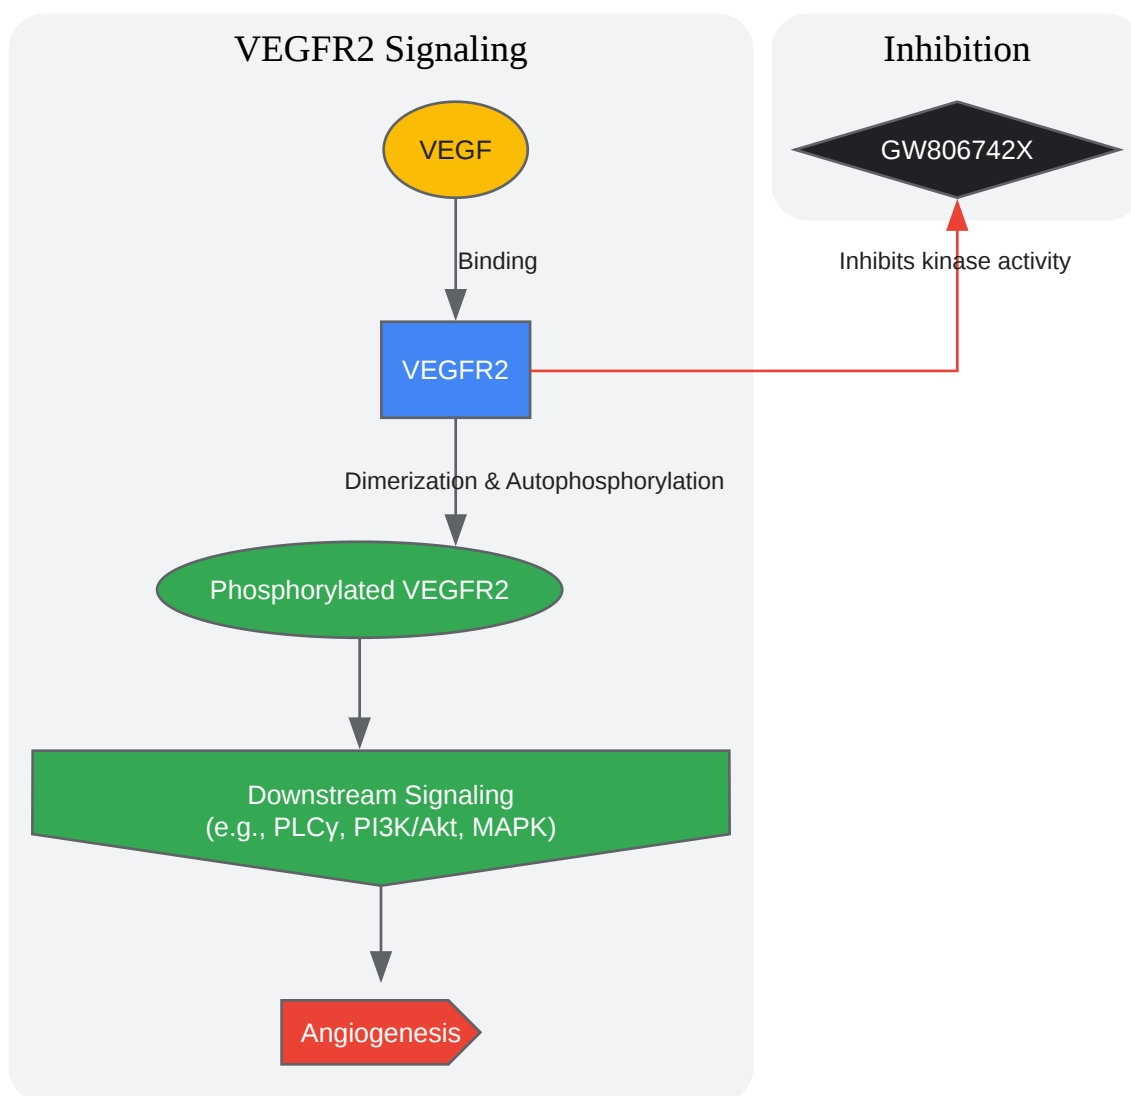 VEGFR2 Signaling
Inhibition
VEGF
GW806742X
Binding
Inhibits kinase activity
VEGFR2
Dimerization & Autophosphorylation
Phosphorylated VEGFR2
Downstream Signaling
(e.g., PLCγ, PI3K/Akt, MAPK)
Angiogenesis